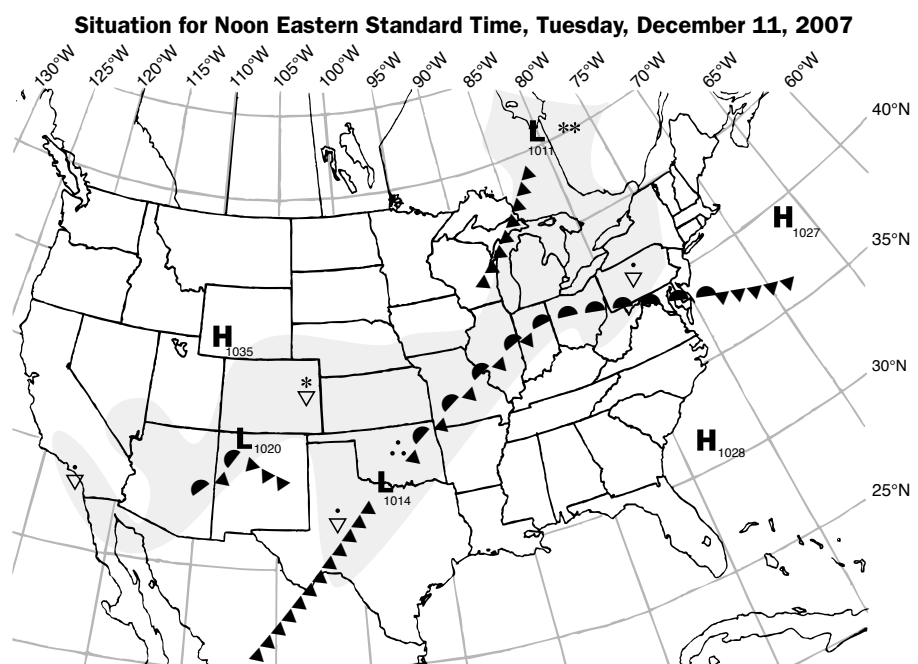 Situation for Noon Eastern Standard Time, Tuesday, December 11, 2007
130°W 125°W 120°W 115°W 110°W 105°W 100°W 95°W 90°W 85°W 80°W 75°W 70°W 65°W 60°W
40°N
L 1011 **
H 1027
35°N
H 1035
30°N
*
L 1020
H 1028
L 1014
25°N